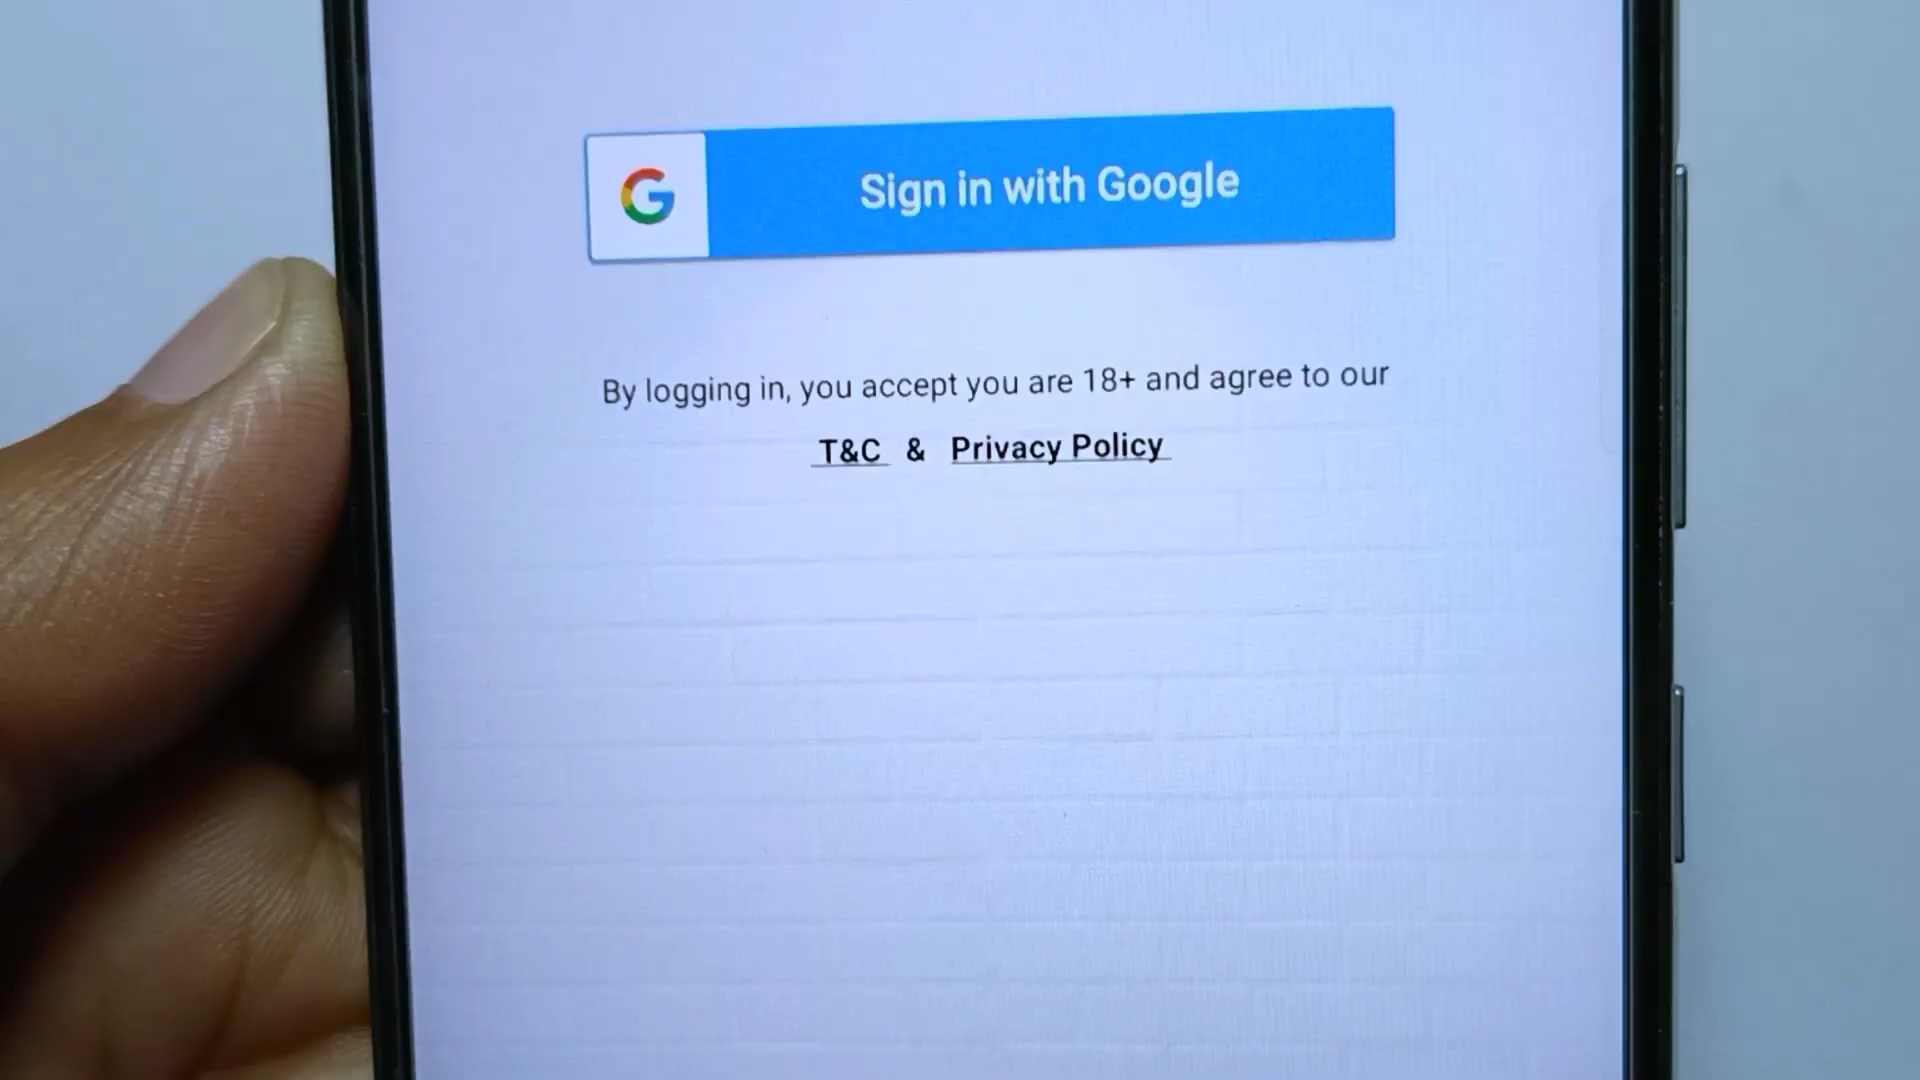 Sign in with Google
By logging in, you accept you are 18+ and agree to our
T&C & Privacy Policy